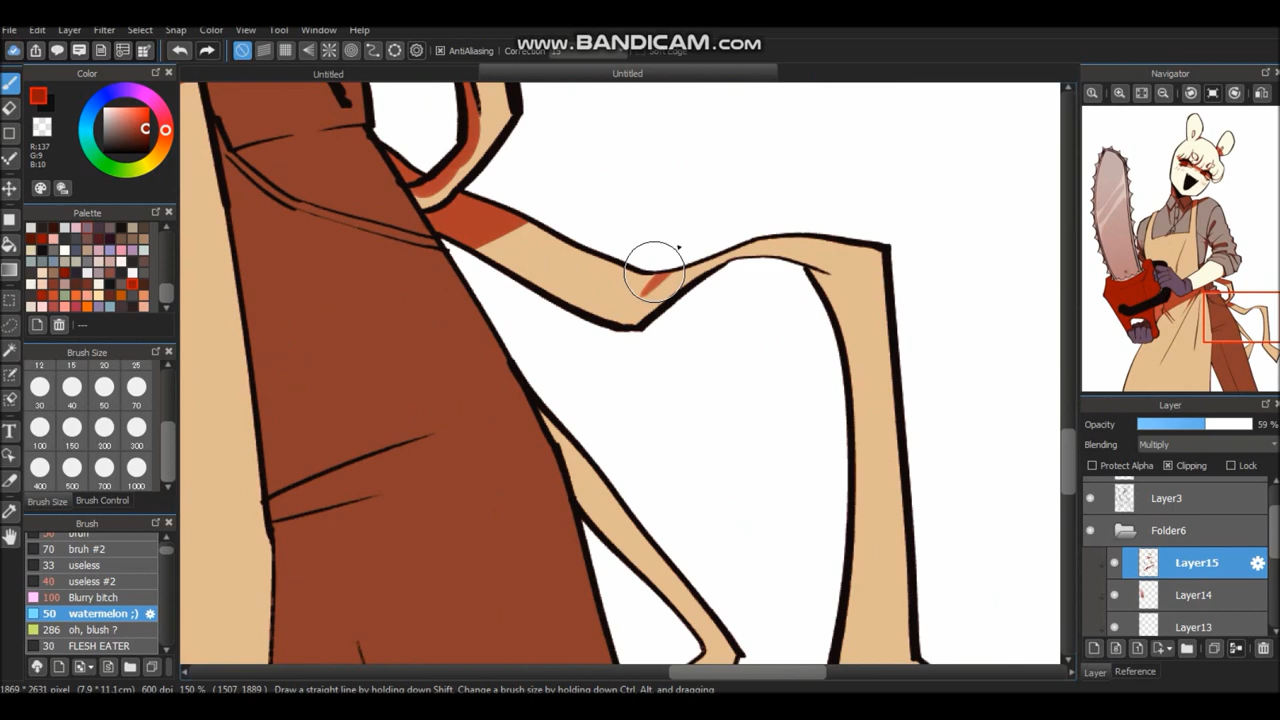 File Edit Layer Filter Select Snap Color View Tool Window Help
www.BANDICAM.com
AntiAliasing Correction Soft Edge
Untitled
Untitled
Color
R:137
G:9
B:10
Palette
---
Brush Size
12 15 20 25
30 40 50 70
100 150 200 300
400 500 700 1000
Brush Size Brush Control
Brush
50 bruh
70 bruh #2
33 useless
40 useless #2
100 Blurry bitch
50 watermelon ;)
286 oh, blush ?
30 FLESH EATER
Navigator
Layer
Opacity 59 %
Blending Multiply
Protect Alpha Clipping Lock
Layer3
Folder6
Layer15
Layer14
Layer13
Layer Reference
1869 * 2631 pixel (7.9 * 11.1cm) 600 dpi 150 % (1507, 1889) Draw a straight line by holding down Shift, Change a brush size by holding down Ctrl, Alt, and dragging